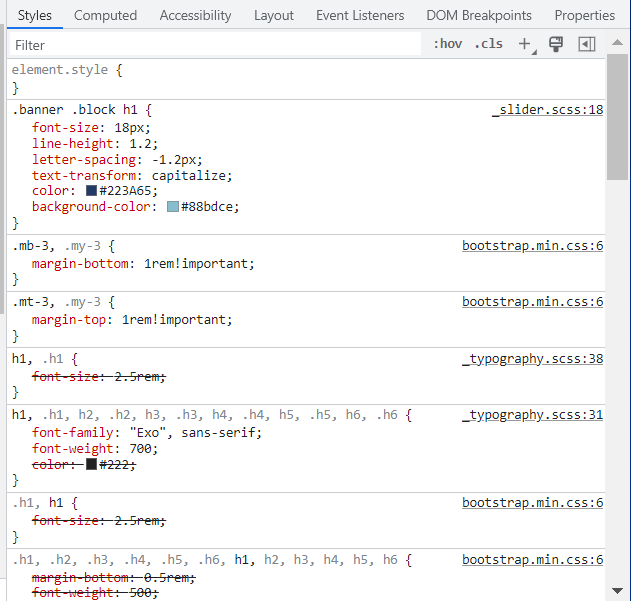 Styles Computed Accessibility Layout Event Listeners DOM Breakpoints Properties
Filter :hov .cls
element.style {
}
.banner .block h1 { _slider.scss:18
font-size: 18px;
line-height: 1.2;
letter-spacing: -1.2px;
text-transform: capitalize;
color: #223A65;
background-color: #88bdce;
}
.mb-3, .my-3 { bootstrap.min.css:6
margin-bottom: 1rem!important;
}
.mt-3, .my-3 { bootstrap.min.css:6
margin-top: 1rem!important;
}
h1, .h1 { _typography.scss:38
font-size: 2.5rem;
}
h1, .h1, h2, .h2, h3, .h3, h4, .h4, h5, .h5, h6, .h6 { _typography.scss:31
font-family: "Exo", sans-serif;
font-weight: 700;
color: #222;
}
.h1, h1 { bootstrap.min.css:6
font-size: 2.5rem;
}
.h1, .h2, .h3, .h4, .h5, .h6, h1, h2, h3, h4, h5, h6 { bootstrap.min.css:6
margin-bottom: 0.5rem;
font-weight: 500;